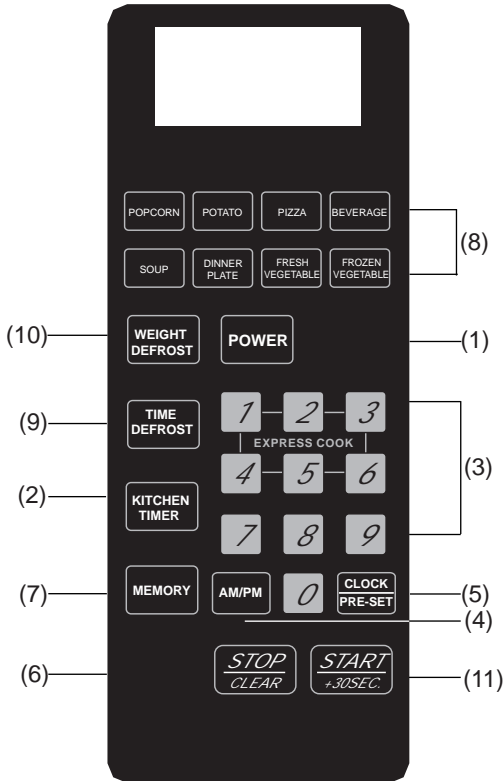 POPCORN POTATO PIZZA BEVERAGE
(8)
SOUP DINNER PLATE FRESH VEGETABLE FROZEN VEGETABLE
(10) WEIGHT DEFROST POWER (1)
(9) TIME DEFROST 1 2 3
EXPRESS COOK
(3)
4 5 6
(2) KITCHEN TIMER
7 8 9
(7) MEMORY AM/PM 0 CLOCK PRE-SET (5)
(4)
(6) STOP CLEAR START +30SEC. (11)